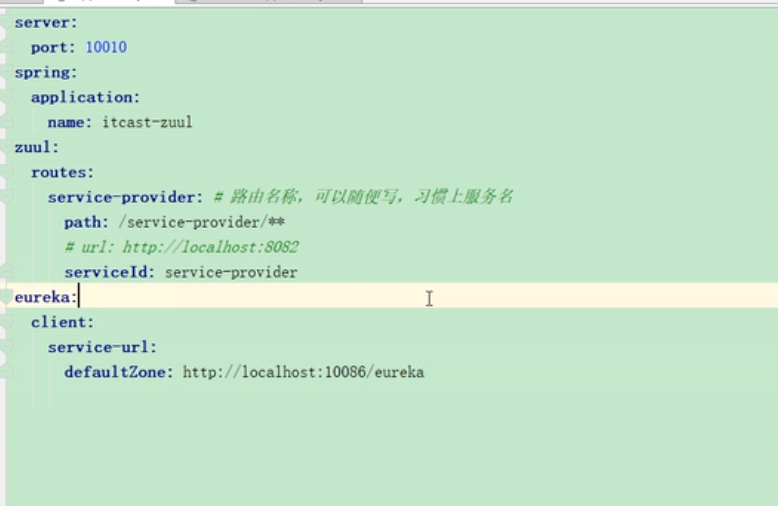 server:
  port: 10010
spring:
  application:
    name: itcast-zuul
zuul:
  routes:
    service-provider: # 路由名称，可以随便写，习惯上服务名
      path: /service-provider/**
      # url: http://localhost:8082
      serviceId: service-provider
eureka:
  client:
    service-url:
      defaultZone: http://localhost:10086/eureka